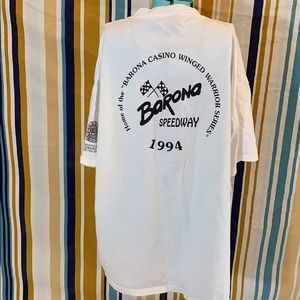 Home of the "BARONA CASINO WINGED WARRIOR SERIES"
BARONA
SPEEDWAY
1994